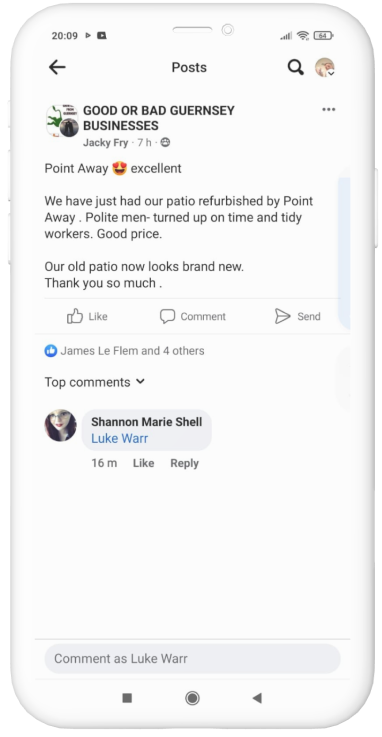 20:09
64
Posts
GOOD OR BAD GUERNSEY
BUSINESSES
Jacky Fry · 7 h ·
Point Away 🤩 excellent
We have just had our patio refurbished by Point
Away . Polite men- turned up on time and tidy
workers. Good price.
Our old patio now looks brand new.
Thank you so much .
Like
Comment
Send
James Le Flem and 4 others
Top comments
Shannon Marie Shell
Luke Warr
16 m Like Reply
Comment as Luke Warr